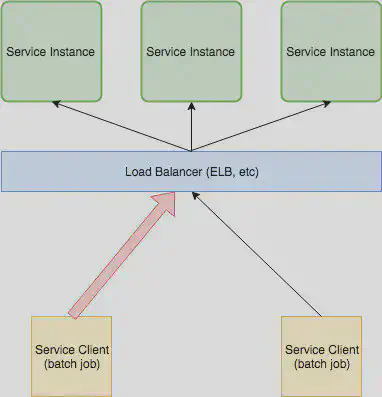 Service Instance
Service Instance
Service Instance
Load Balancer (ELB, etc)
Service Client
(batch job)
Service Client
(batch job)